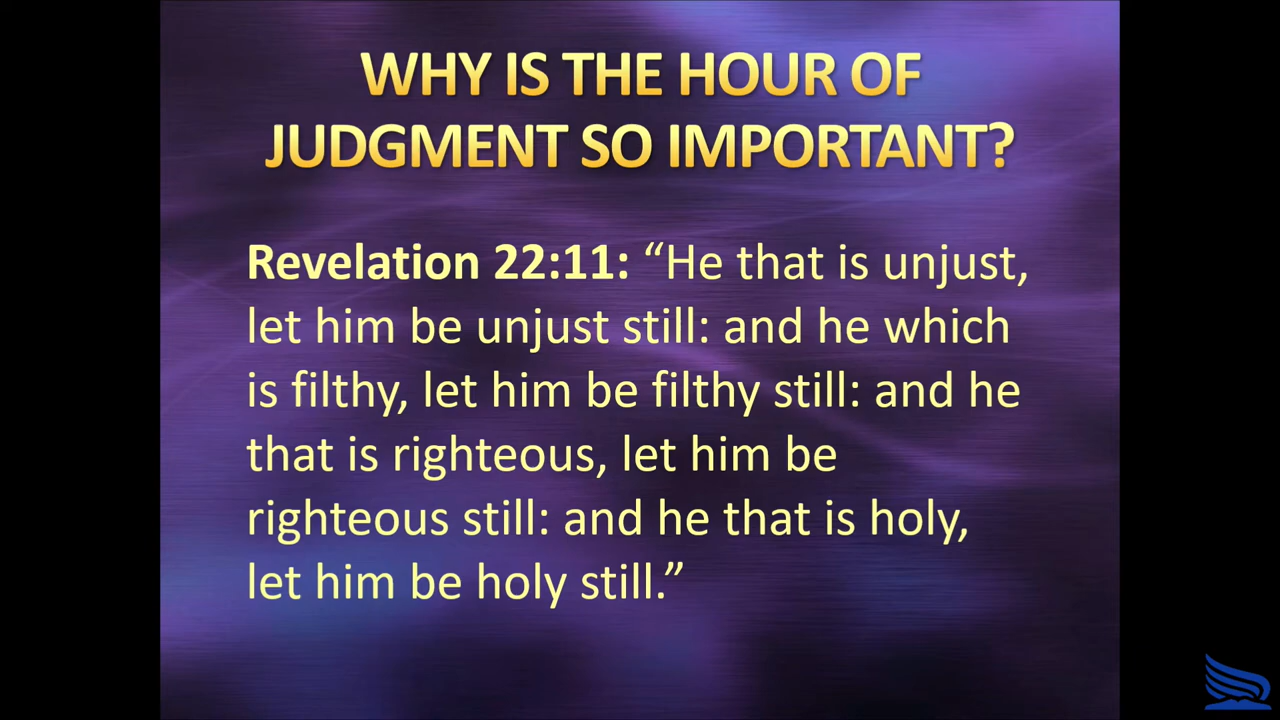 WHY IS THE HOUR OF
JUDGMENT SO IMPORTANT?
Revelation 22:11: “He that is unjust,
let him be unjust still: and he which
is filthy, let him be filthy still: and he
that is righteous, let him be
righteous still: and he that is holy,
let him be holy still.”